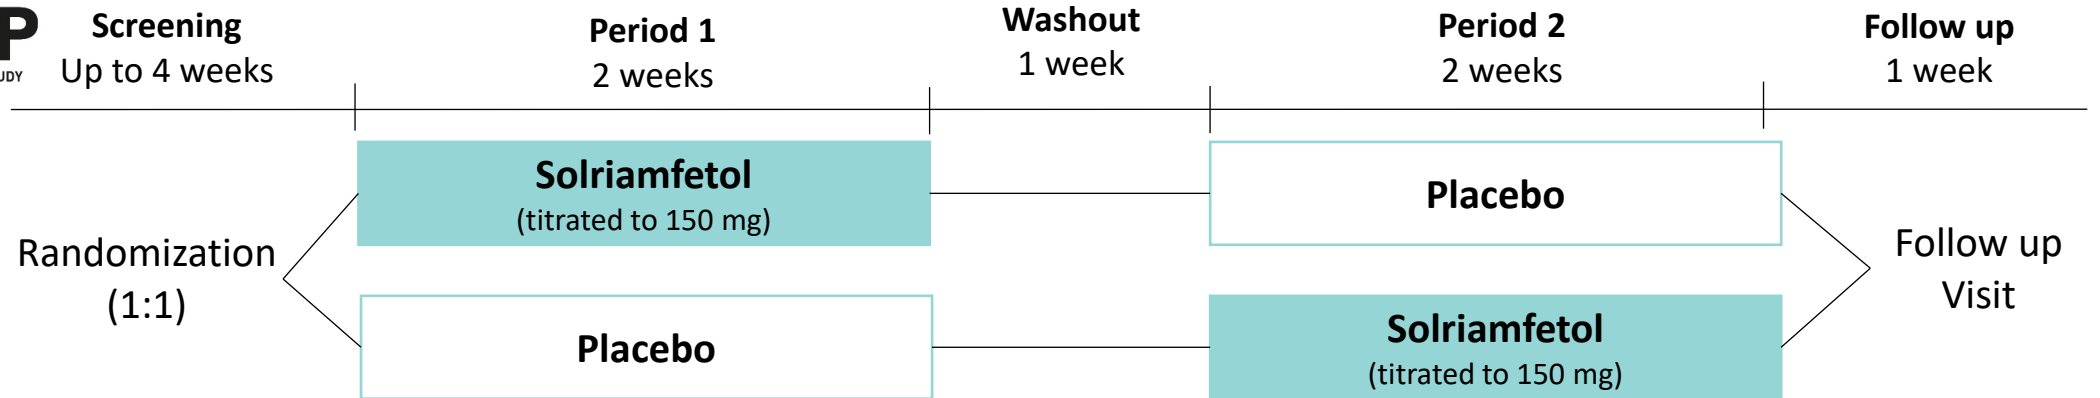 P
UDY
Screening
Up to 4 weeks
Period 1
2 weeks
Washout
1 week
Period 2
2 weeks
Follow up
1 week
Randomization
(1:1)
Solriamfetol
(titrated to 150 mg)
Placebo
Placebo
Solriamfetol
(titrated to 150 mg)
Follow up
Visit